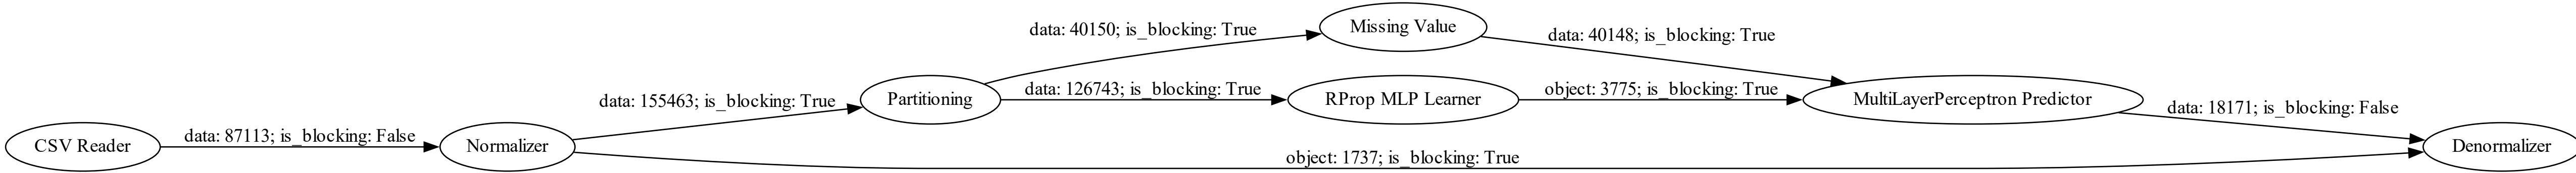 CSV Reader
data: 87113; is_blocking: False
Normalizer
data: 155463; is_blocking: True
object: 1737; is_blocking: True
Partitioning
data: 40150; is_blocking: True
data: 126743; is_blocking: True
Missing Value
data: 40148; is_blocking: True
RProp MLP Learner
object: 3775; is_blocking: True
MultiLayerPerceptron Predictor
data: 18171; is_blocking: False
Denormalizer